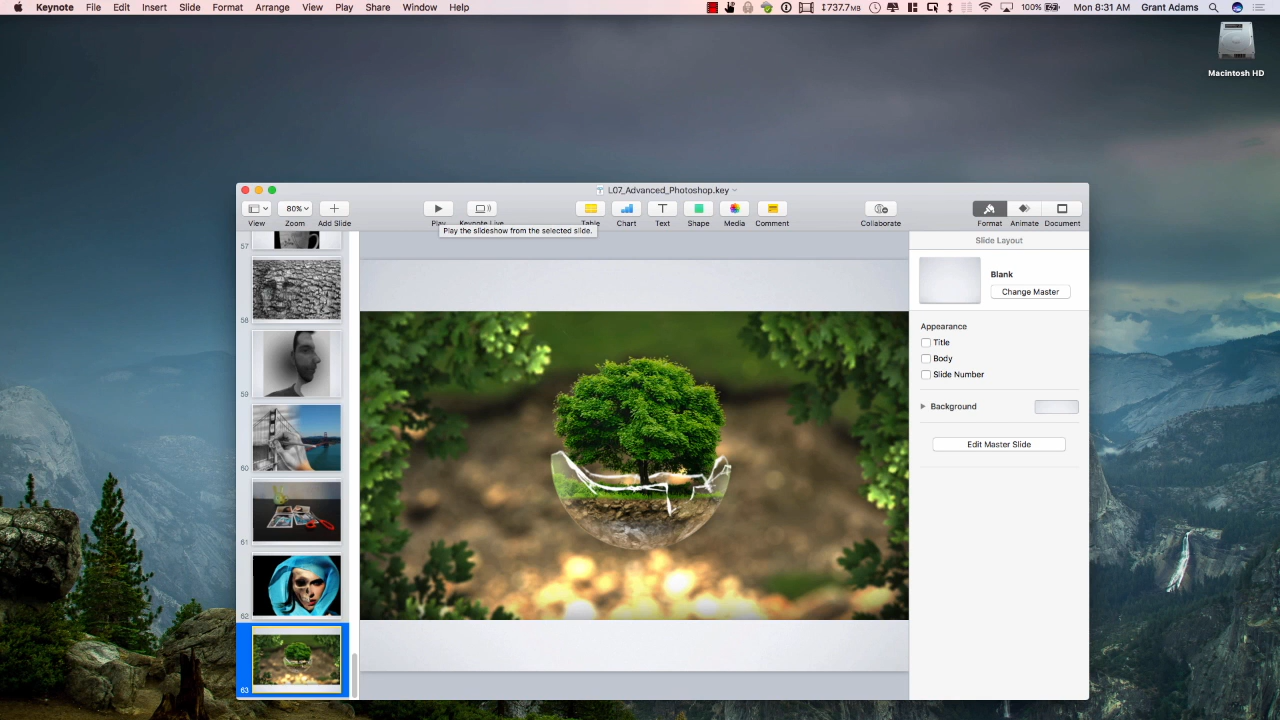 Keynote File Edit Insert Slide Format Arrange View Play Share Window Help
737.7MB 100% Mon 8:31 AM Grant Adams
Macintosh HD
L07_Advanced_Photoshop.key
80%
View Zoom Add Slide Play Keynote Live Table Chart Text Shape Media Comment Collaborate Format Animate Document
Play the slideshow from the selected slide.
57
58
59
60
61
62
63
Slide Layout
Blank
Change Master
Appearance
Title
Body
Slide Number
Background
Edit Master Slide